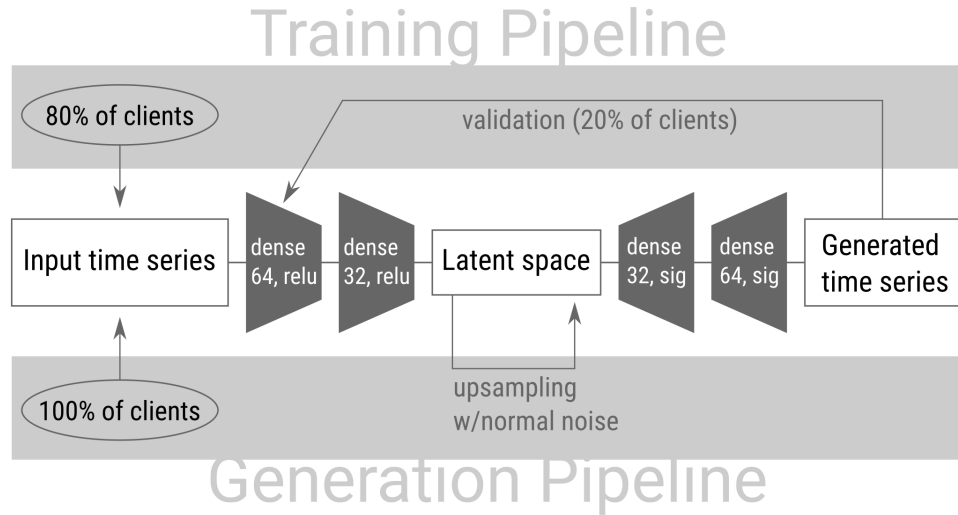 Training Pipeline
80% of clients
validation (20% of clients)
Input time series
dense
64, relu
dense
32, relu
Latent space
dense
32, sig
dense
64, sig
Generated
time series
100% of clients
upsampling
w/normal noise
Generation Pipeline